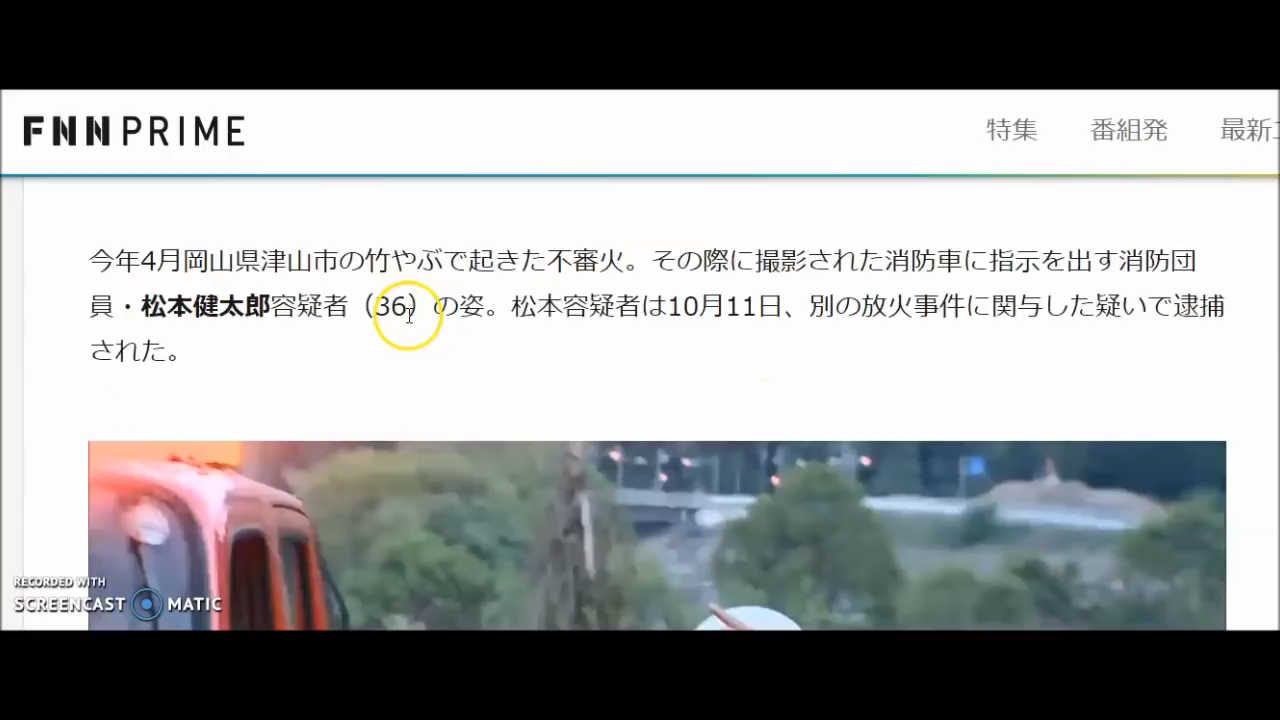 FNN PRIME
特集 番組発 最新
今年4月岡山県津山市の竹やぶで起きた不審火。その際に撮影された消防車に指示を出す消防団
員・松本健太郎容疑者（36）の姿。松本容疑者は10月11日、別の放火事件に関与した疑いで逮捕
された。
RECORDED WITH
SCREENCAST MATIC